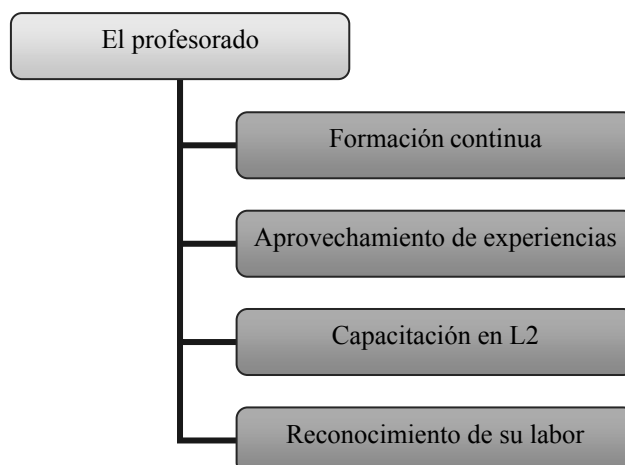 El profesorado
Formación continua
Aprovechamiento de experiencias
Capacitación en L2
Reconocimiento de su labor